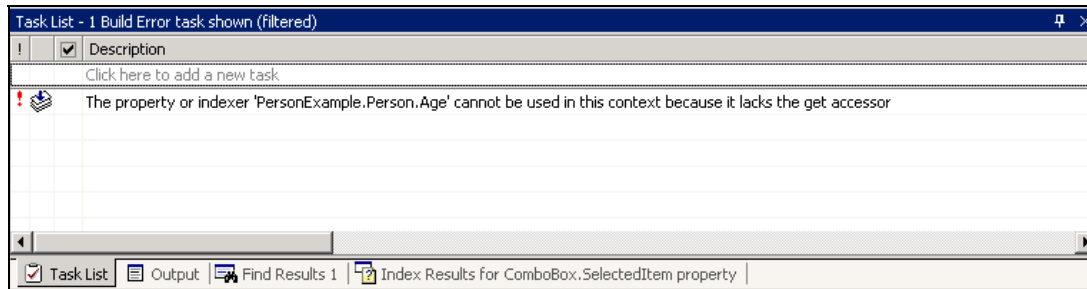 Task List - 1 Build Error task shown (filtered)
! Description
Click here to add a new task
! The property or indexer 'PersonExample.Person.Age' cannot be used in this context because it lacks the get accessor
Task List Output Find Results 1 Index Results for ComboBox.SelectedItem property